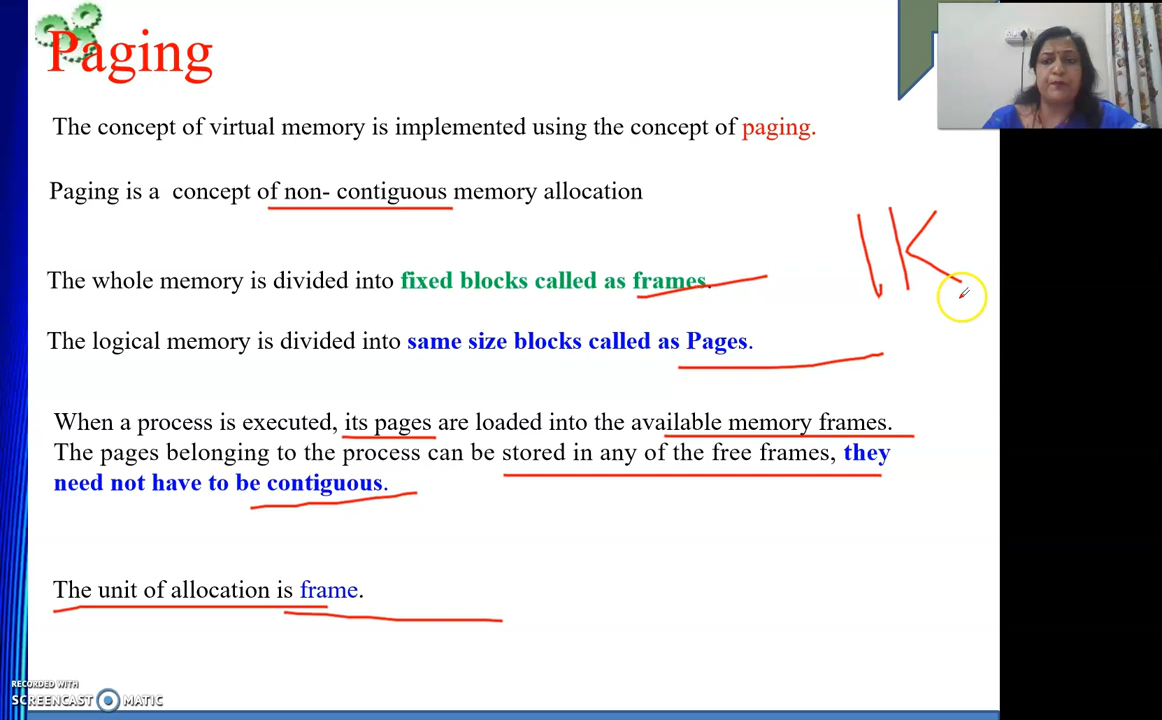 Paging
The concept of virtual memory is implemented using the concept of paging.
Paging is a concept of non- contiguous memory allocation
1K
The whole memory is divided into fixed blocks called as frames.
The logical memory is divided into same size blocks called as Pages.
When a process is executed, its pages are loaded into the available memory frames.
The pages belonging to the process can be stored in any of the free frames, they
need not have to be contiguous.
The unit of allocation is frame.
RECORDED WITH
SCREENCAST MATIC